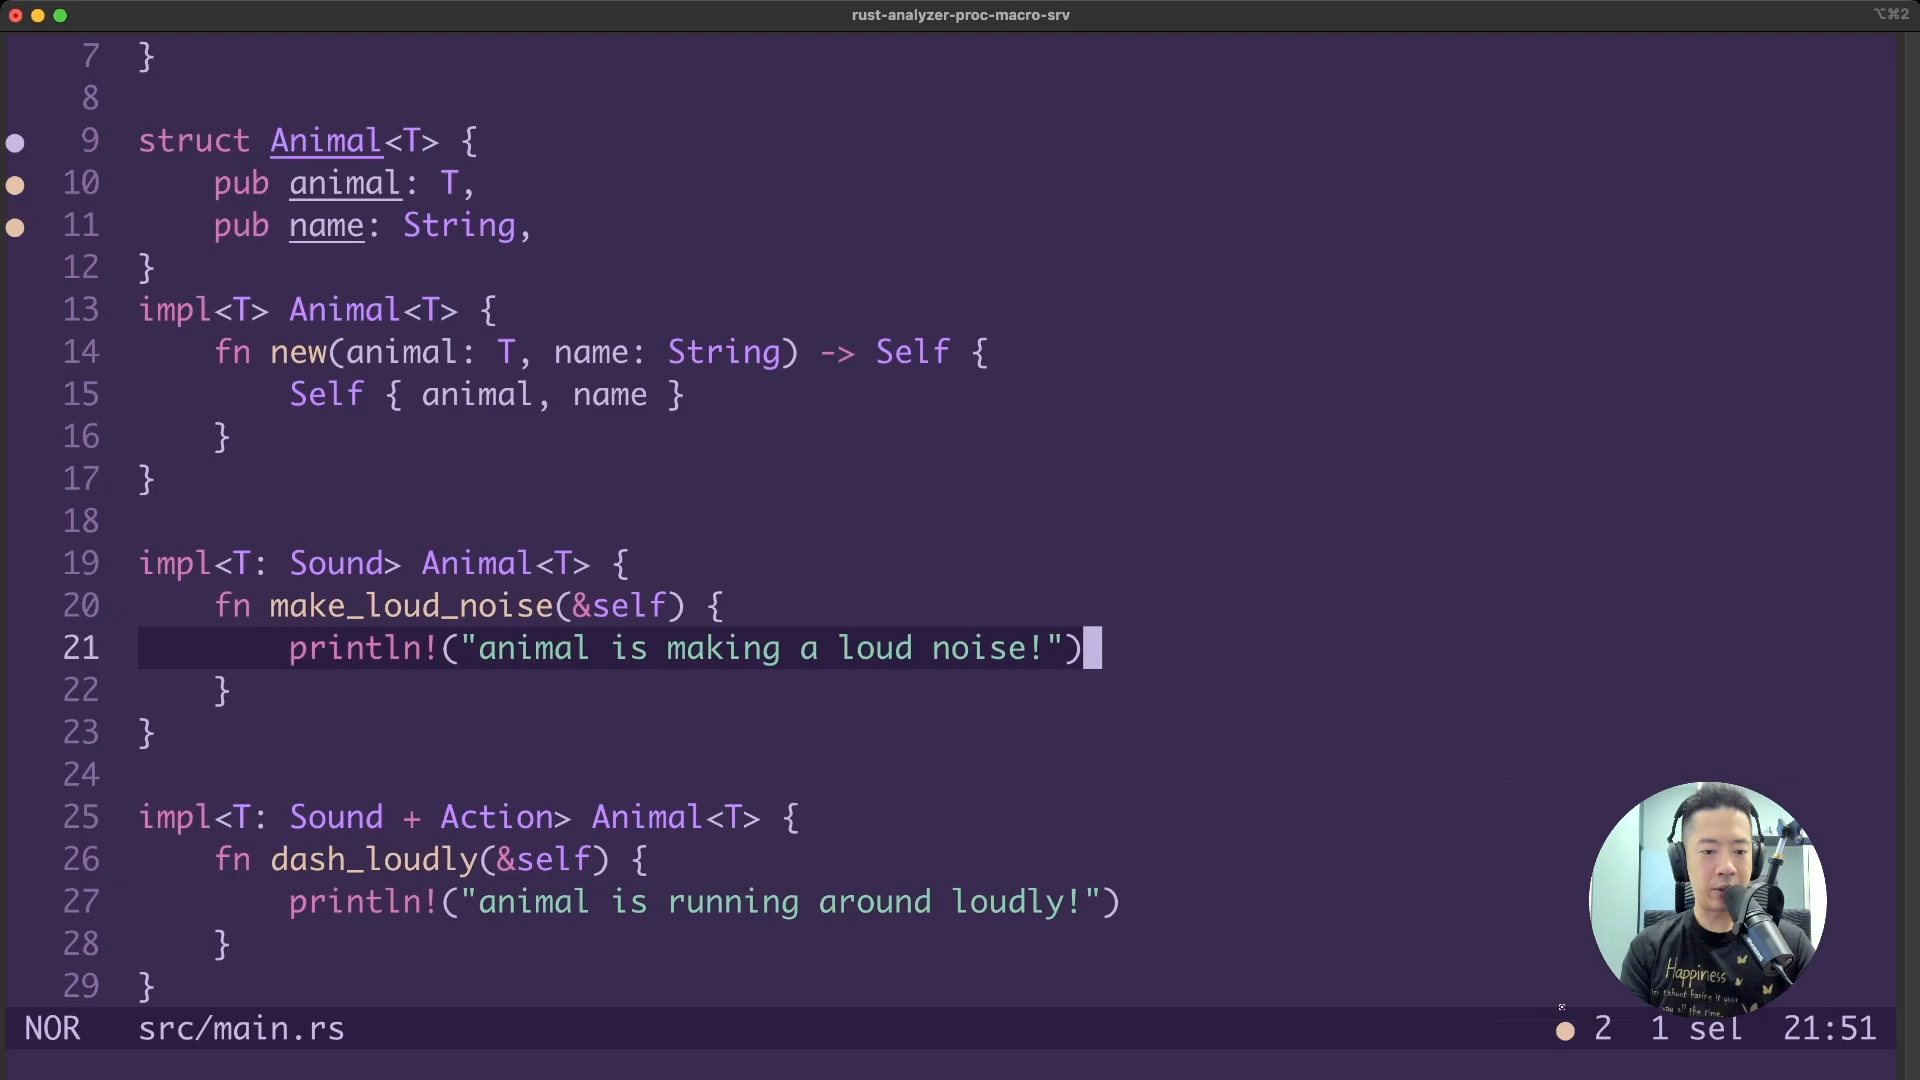 rust-analyzer-proc-macro-srv
⌥⌘2
7 }
8
9 struct Animal<T> {
10     pub animal: T,
11     pub name: String,
12 }
13 impl<T> Animal<T> {
14     fn new(animal: T, name: String) -> Self {
15         Self { animal, name }
16     }
17 }
18
19 impl<T: Sound> Animal<T> {
20     fn make_loud_noise(&self) {
21         println!("animal is making a loud noise!")
22     }
23 }
24
25 impl<T: Sound + Action> Animal<T> {
26     fn dash_loudly(&self) {
27         println!("animal is running around loudly!")
28     }
29 }
Happiness
way all the time.
NOR src/main.rs 2 1 sel 21:51